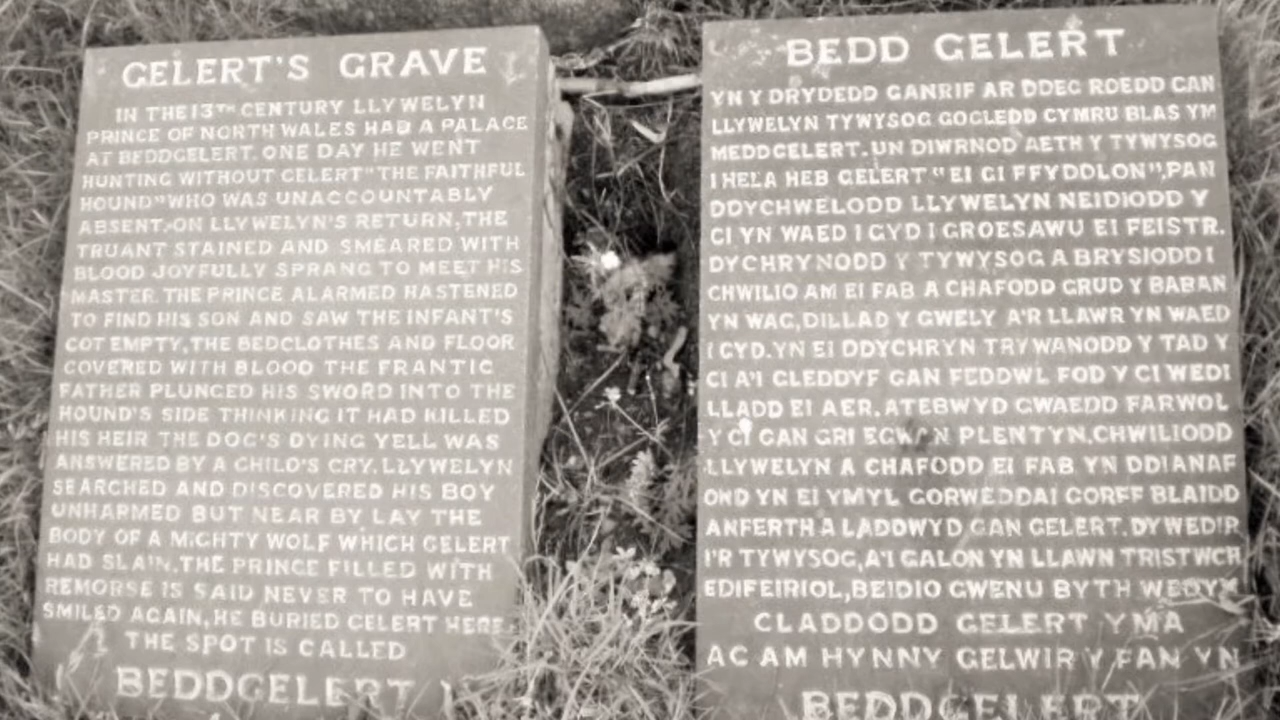 GELERT'S GRAVE
IN THE 13TH CENTURY LLYWELYN
PRINCE OF NORTH WALES HAD A PALACE
AT BEDDGELERT. ONE DAY HE WENT
HUNTING WITHOUT GELERT "THE FAITHFUL
HOUND" WHO WAS UNACCOUNTABLY
ABSENT. ON LLYWELYN'S RETURN, THE
TRUANT STAINED AND SMEARED WITH
BLOOD JOYFULLY SPRANG TO MEET HIS
MASTER. THE PRINCE ALARMED HASTENED
TO FIND HIS SON AND SAW THE INFANT'S
COT EMPTY, THE BEDCLOTHES AND FLOOR
COVERED WITH BLOOD THE FRANTIC
FATHER PLUNGED HIS SWORD INTO THE
HOUND'S SIDE THINKING IT HAD KILLED
HIS HEIR THE DOG'S DYING YELL WAS
ANSWERED BY A CHILD'S CRY. LLYWELYN
SEARCHED AND DISCOVERED HIS BOY
UNHARMED BUT NEAR BY LAY THE
BODY OF A MIGHTY WOLF WHICH GELERT
HAD SLAIN. THE PRINCE FILLED WITH
REMORSE IS SAID NEVER TO HAVE
SMILED AGAIN, HE BURIED GELERT HERE
THE SPOT IS CALLED
BEDDGELERT
BEDD GELERT
YN Y DRYDEDD GANRIF AR DDEG ROEDD GAN
LLYWELYN TYWYSOG GOGLEDD CYMRU BLAS YM
MEDDGELERT. UN DIWRNOD AETH Y TYWYSOG
I HELA HEB GELERT "EI GI FFYDDLON", PAN
DDYCHWELODD LLYWELYN NEIDIODD Y
CI YN WAED I GYD I GROESAWU EI FEISTR.
DYCHRYNODD Y TYWYSOG A BRYSIODD I
CHWILIO AM EI FAB A CHAFODD GRUD Y BABAN
YN WAG, DILLAD Y GWELY A'R LLAWR YN WAED
I GYD. YN EI DDYCHRYN TRYWANODD Y TAD Y
CI A'I GLEDDYF GAN FEDDWL FOD Y CI WEDI
LLADD EI AER. ATEBWYD GWAEDD FARWOL
Y CI GAN GRI EGWAN PLENTYN. CHWILIODD
LLYWELYN A CHAFODD EI FAB YN DDIANAF
OND YN EI YMYL GORWEDDAI GORFF BLAIDD
ANFERTH A LADDWYD GAN GELERT. DYWEDIR
I'R TYWYSOG, A'I GALON YN LLAWN TRISTWCH
EDIFEIRIOL, BEIDIO GWENU BYTH WEDYN
CLADDODD GELERT YMA
AC AM HYNNY GELWIR Y FAN YN
BEDDGELERT